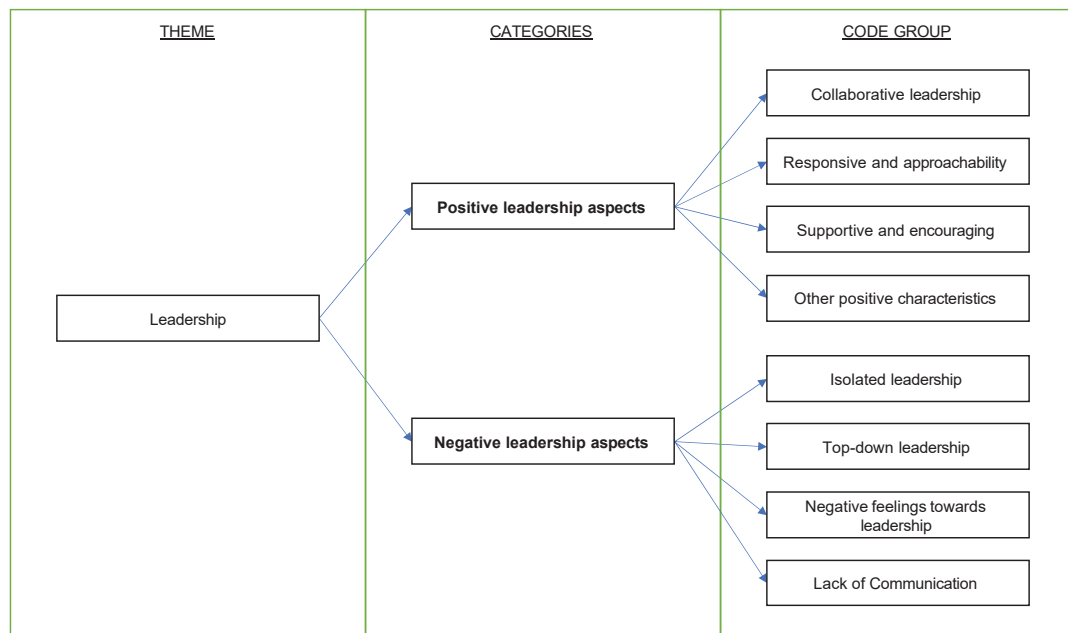 THEME
CATEGORIES
CODE GROUP
Leadership
Positive leadership aspects
Negative leadership aspects
Collaborative leadership
Responsive and approachability
Supportive and encouraging
Other positive characteristics
Isolated leadership
Top-down leadership
Negative feelings towards
leadership
Lack of Communication